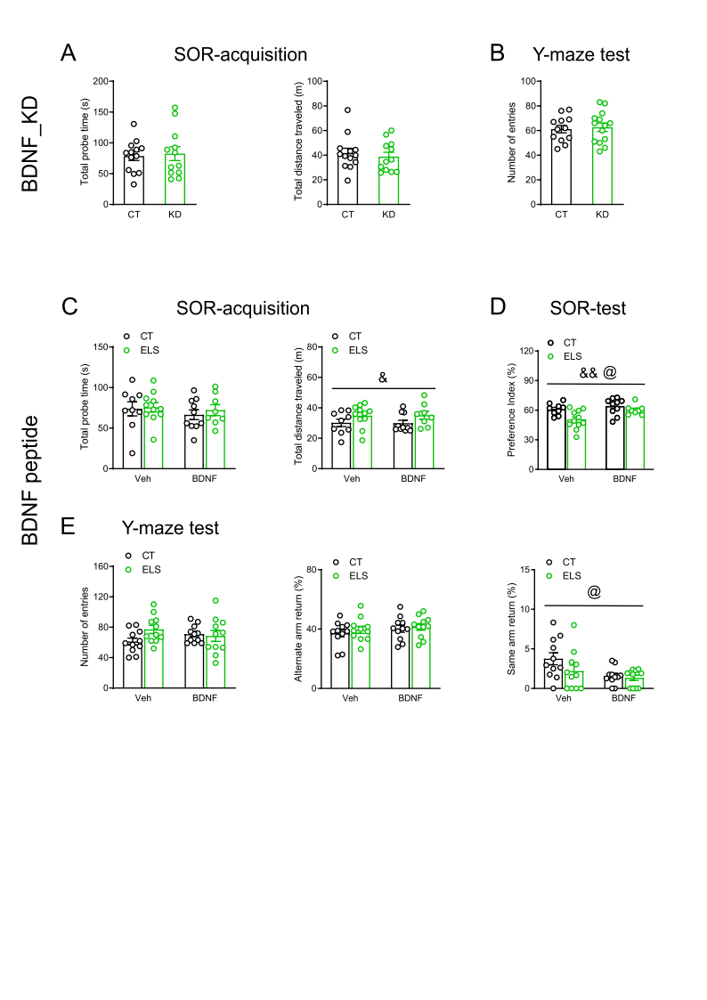 BDNF_KD
A
SOR-acquisition
Total probe time (s)
200
150
100
50
0
CT
KD
Total distance traveled (m)
100
80
60
40
20
0
CT
KD
B
Y-maze test
Number of entries
100
80
60
40
20
0
CT
KD
BDNF peptide
C
SOR-acquisition
CT
ELS
Total probe time (s)
150
100
50
0
Veh
BDNF
CT
ELS
&
Total distance traveled (m)
80
60
40
20
0
Veh
BDNF
D
SOR-test
CT
ELS
&& @
Preference Index (%)
120
90
60
30
0
Veh
BDNF
E
Y-maze test
CT
ELS
Number of entries
160
120
80
40
0
Veh
BDNF
CT
ELS
Alternate arm return (%)
80
40
0
Veh
BDNF
CT
ELS
@
Same arm return (%)
15
10
5
0
Veh
BDNF